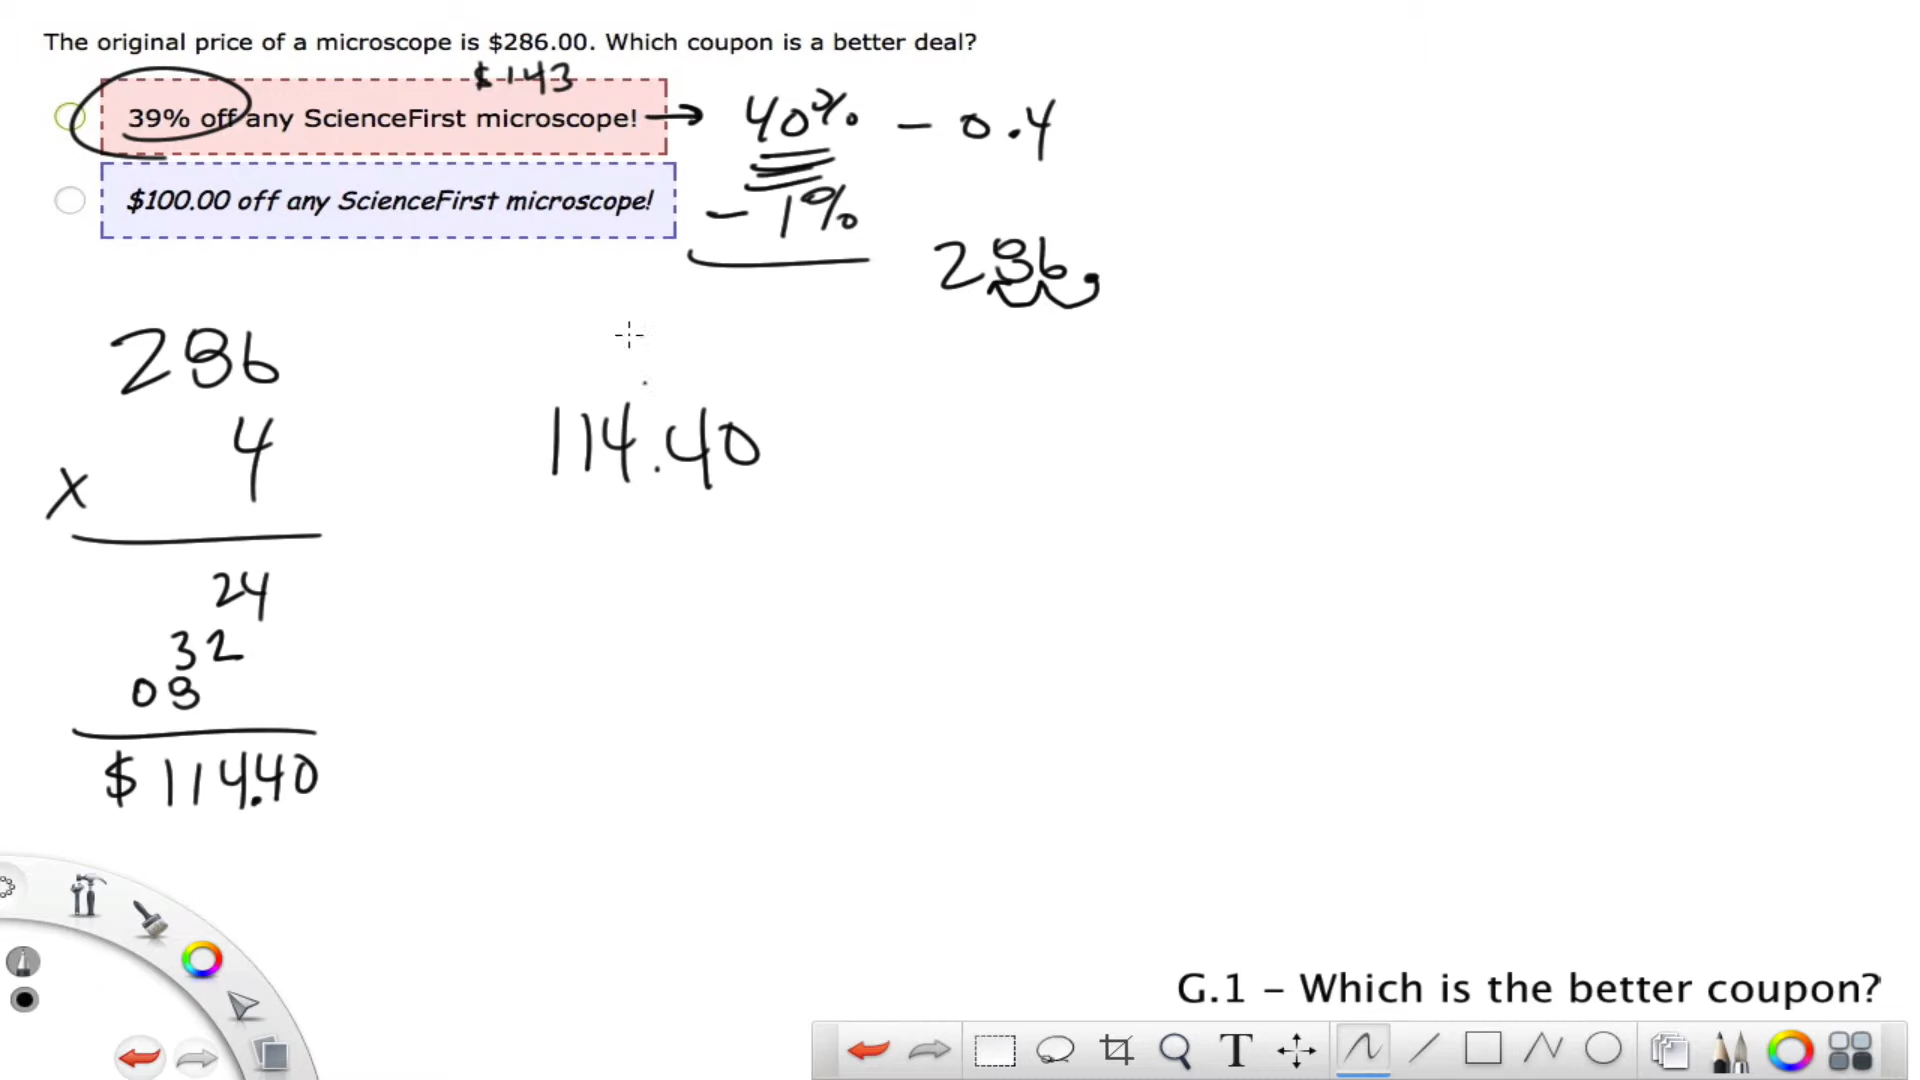 The original price of a microscope is $286.00. Which coupon is a better deal?
$143
39% off any ScienceFirst microscope! → 40% - 0.4
$100.00 off any ScienceFirst microscope!
- 1%
286.
286
x 4
114.40
24
32
08
$114.40
G.1 – Which is the better coupon?
T